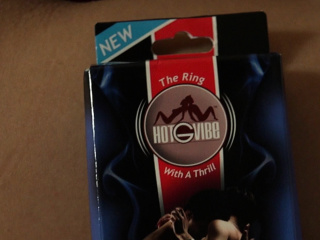 NEW
The Ring
HOT G VIBE
With A Thrill